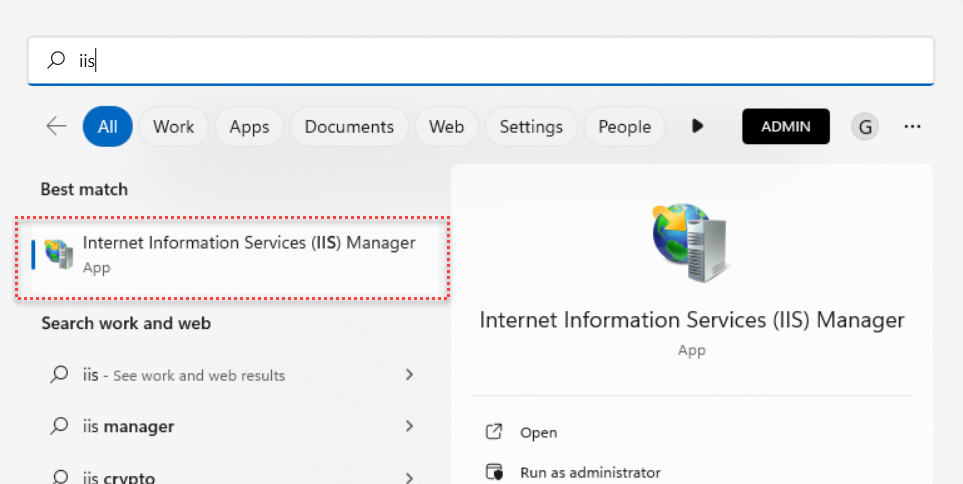 iis
All Work Apps Documents Web Settings People ADMIN G ...
Best match
Internet Information Services (IIS) Manager
App
Search work and web
iis - See work and web results
iis manager
iis crypto
Internet Information Services (IIS) Manager
App
Open
Run as administrator